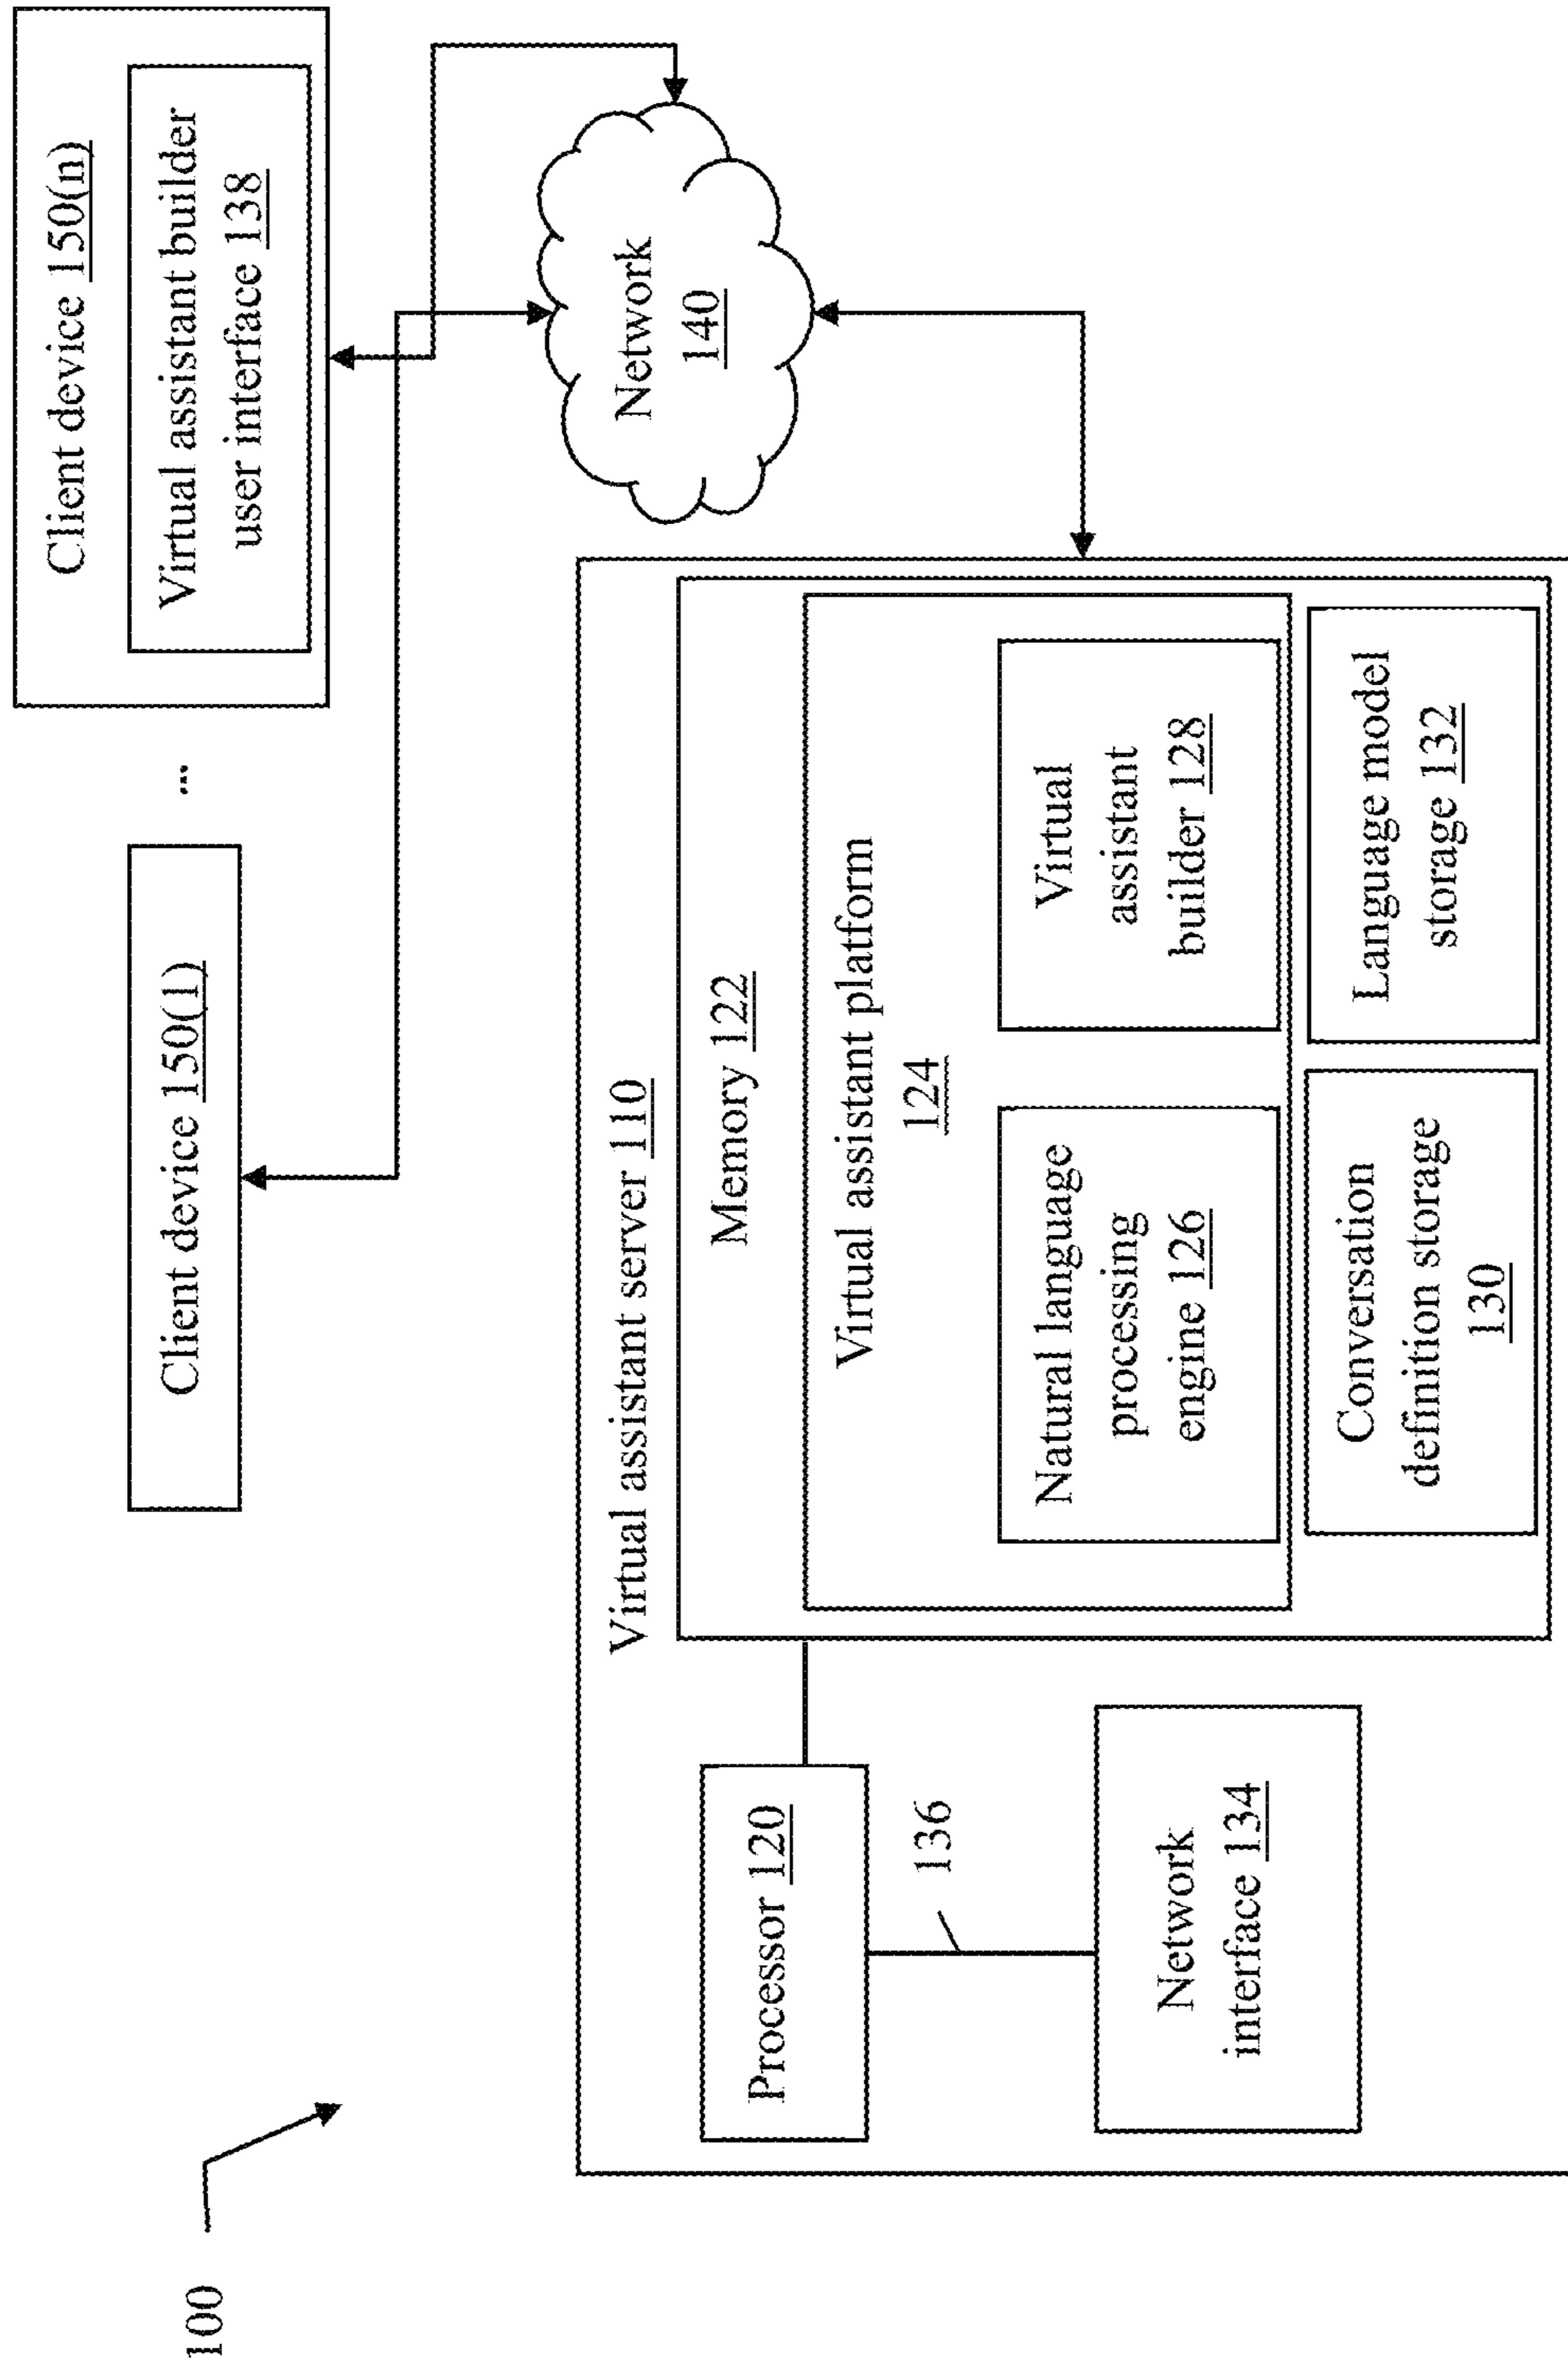 100
Client device 150(1)
...
Client device 150(n)
Virtual assistant builder
user interface 138
Network
140
Virtual assistant server 110
Processor 120
136
Network
interface 134
Memory 122
Virtual assistant platform
124
Natural language
processing
engine 126
Virtual
assistant
builder 128
Conversation
definition storage
130
Language model
storage 132